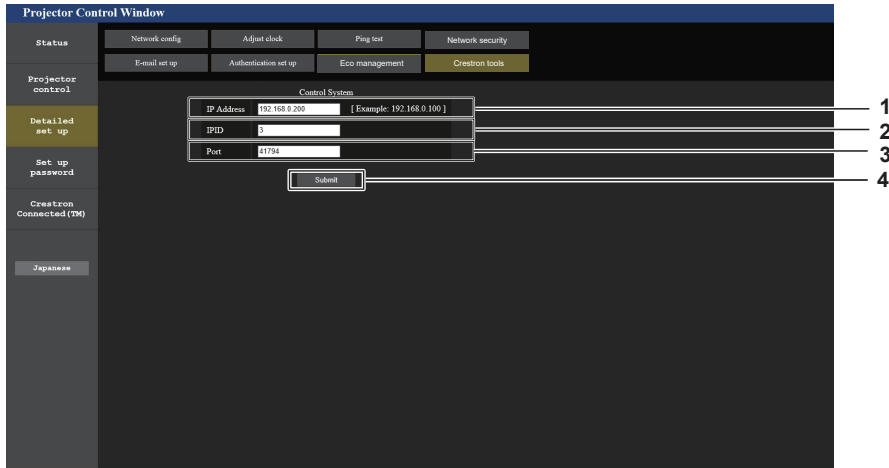 Projector Control Window
Status
Projector
control
Detailed
set up
Set up
password
Crestron
Connected(TM)
Japanese
Network config
Adjust clock
Ping test
Network security
E-mail set up
Authentication set up
Eco management
Crestron tools
Control System
IP Address 192.168.0.200 [ Example: 192.168.0.100 ]
IPID 3
Port 41794
Submit
1
2
3
4